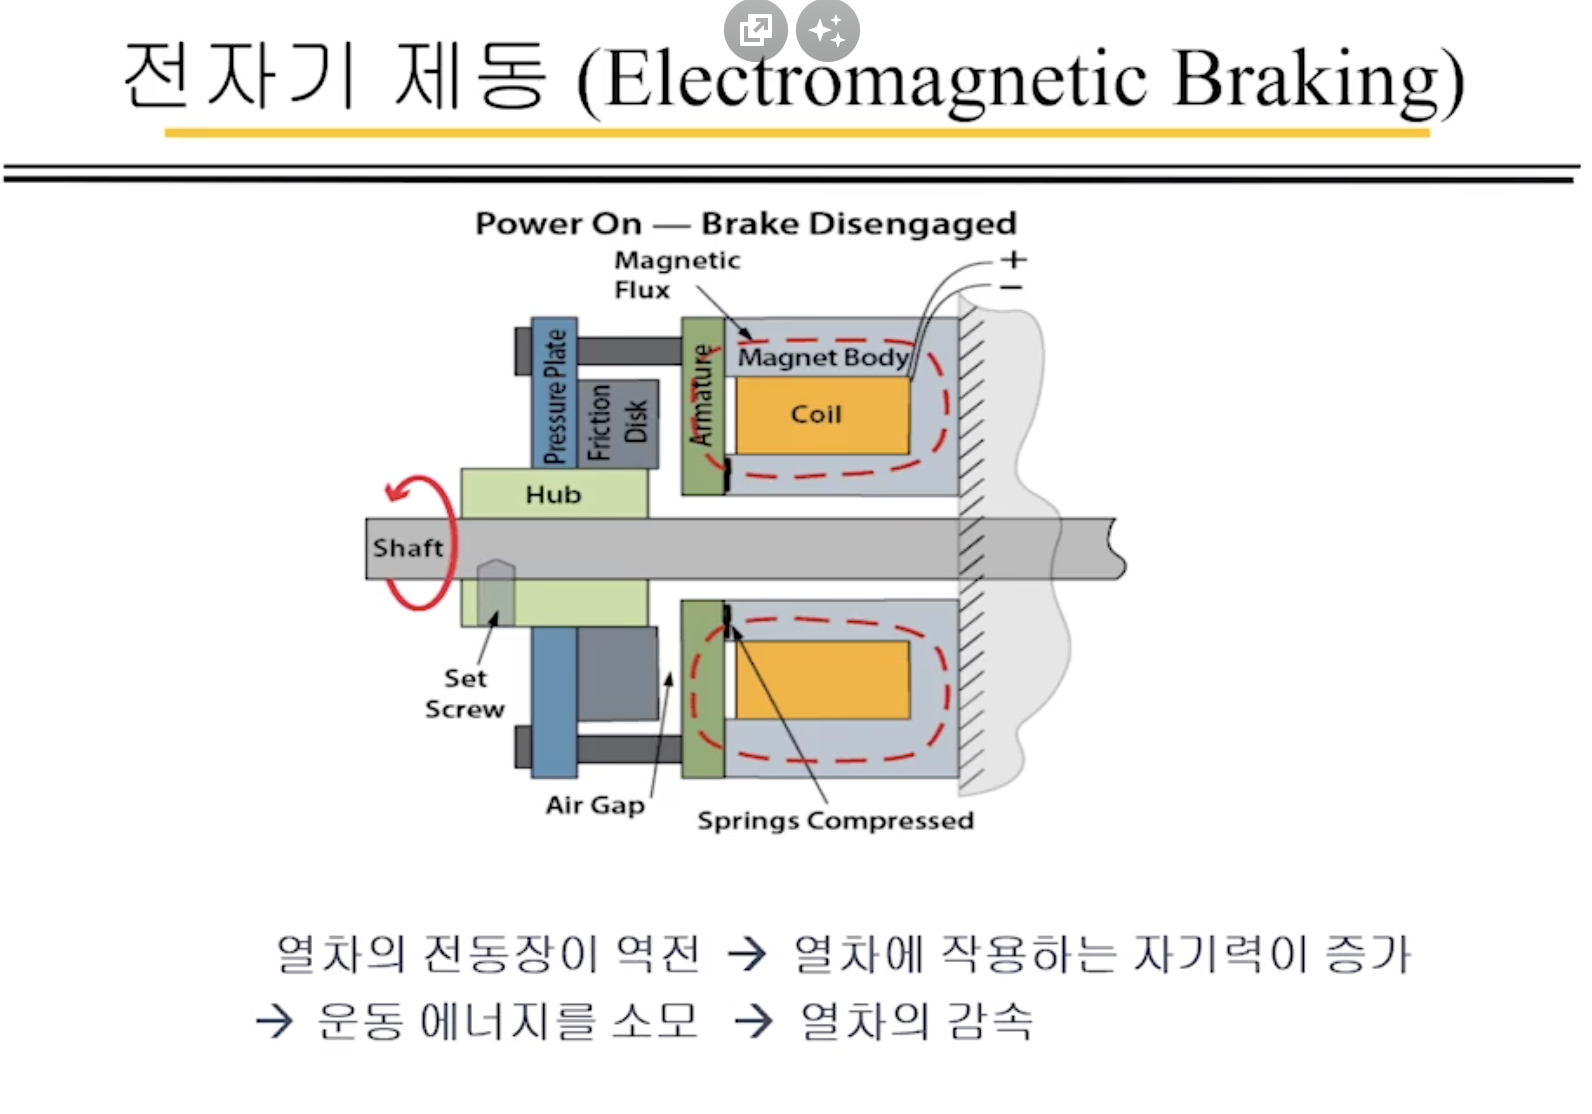 전자기 제동 (Electromagnetic Braking)
Power On — Brake Disengaged
Magnetic
Flux
+
−
Pressure Plate
Friction
Disk
Armature
Magnet Body
Coil
Hub
Shaft
Set
Screw
Air Gap
Springs Compressed
열차의 전동장이 역전 → 열차에 작용하는 자기력이 증가
→ 운동 에너지를 소모 → 열차의 감속